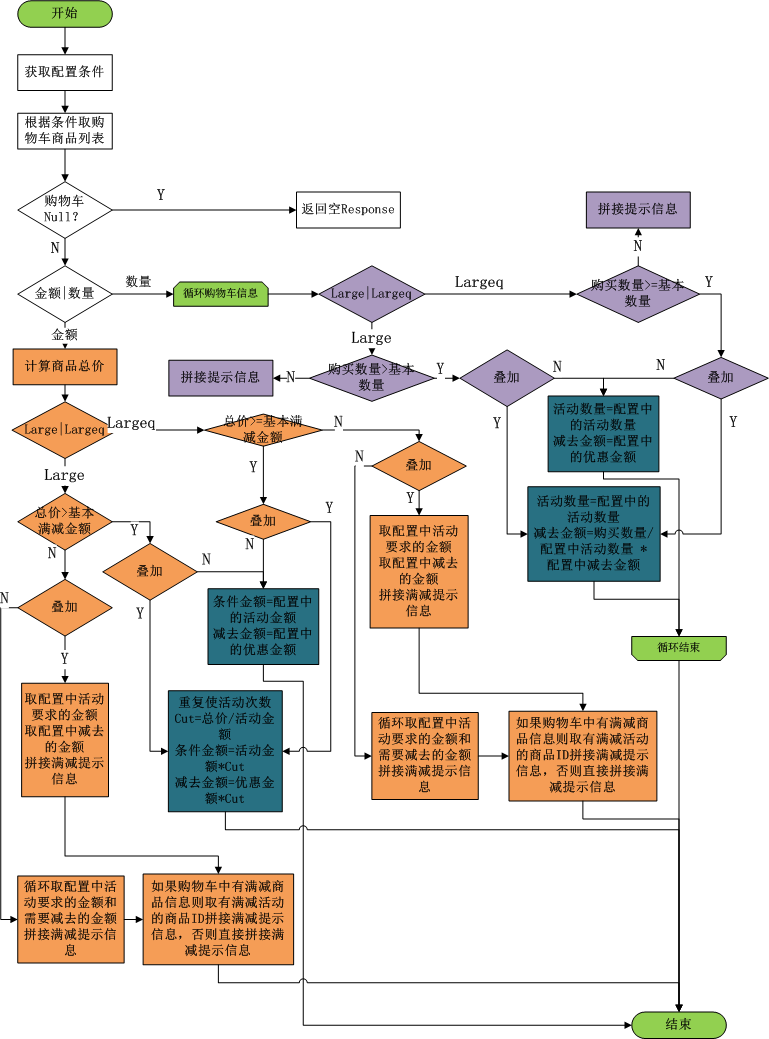 开始
获取配置条件
根据条件取购
物车商品列表
购物车
Null?
Y
返回空Response
拼接提示信息
N
N
金额|数量
数量
循环购物车信息
Large|Largeq
Largeq
购买数量>=基本
数量
Y
金额
Large
计算商品总价
拼接提示信息
N
购买数量>基本
数量
Y
叠加
N
N
叠加
Large|Largeq
Largeq
总价>=基本满
减金额
N
Y
Y
活动数量=配置中
的活动数量
减去金额=配置中
的优惠金额
Large
Y
N
叠加
Y
总价>基本
满减金额
Y
叠加
Y
N
活动数量=配置中的
活动数量
减去金额=购买数量/
配置中活动数量 *
配置中减去金额
取配置中活动
要求的金额
取配置中减去
的金额
拼接满减提示
信息
N
叠加
N
Y
N
叠加
Y
条件金额=配置中
的活动金额
减去金额=配置中
的优惠金额
循环结束
取配置中活动
要求的金额
取配置中减去
的金额
拼接满减提示
信息
重复使活动次数
Cut=总价/活动金
额
条件金额=活动金
额*Cut
减去金额=优惠金
额*Cut
循环取配置中活
动要求的金额和
需要减去的金额
拼接满减提示信
息
如果购物车中有满减商
品信息则取有满减活动
的商品ID拼接满减提示
信息，否则直接拼接满
减提示信息
循环取配置中活
动要求的金额和
需要减去的金额
拼接满减提示信
息
如果购物车中有满减商
品信息则取有满减活动
的商品ID拼接满减提示
信息，否则直接拼接满
减提示信息
结束